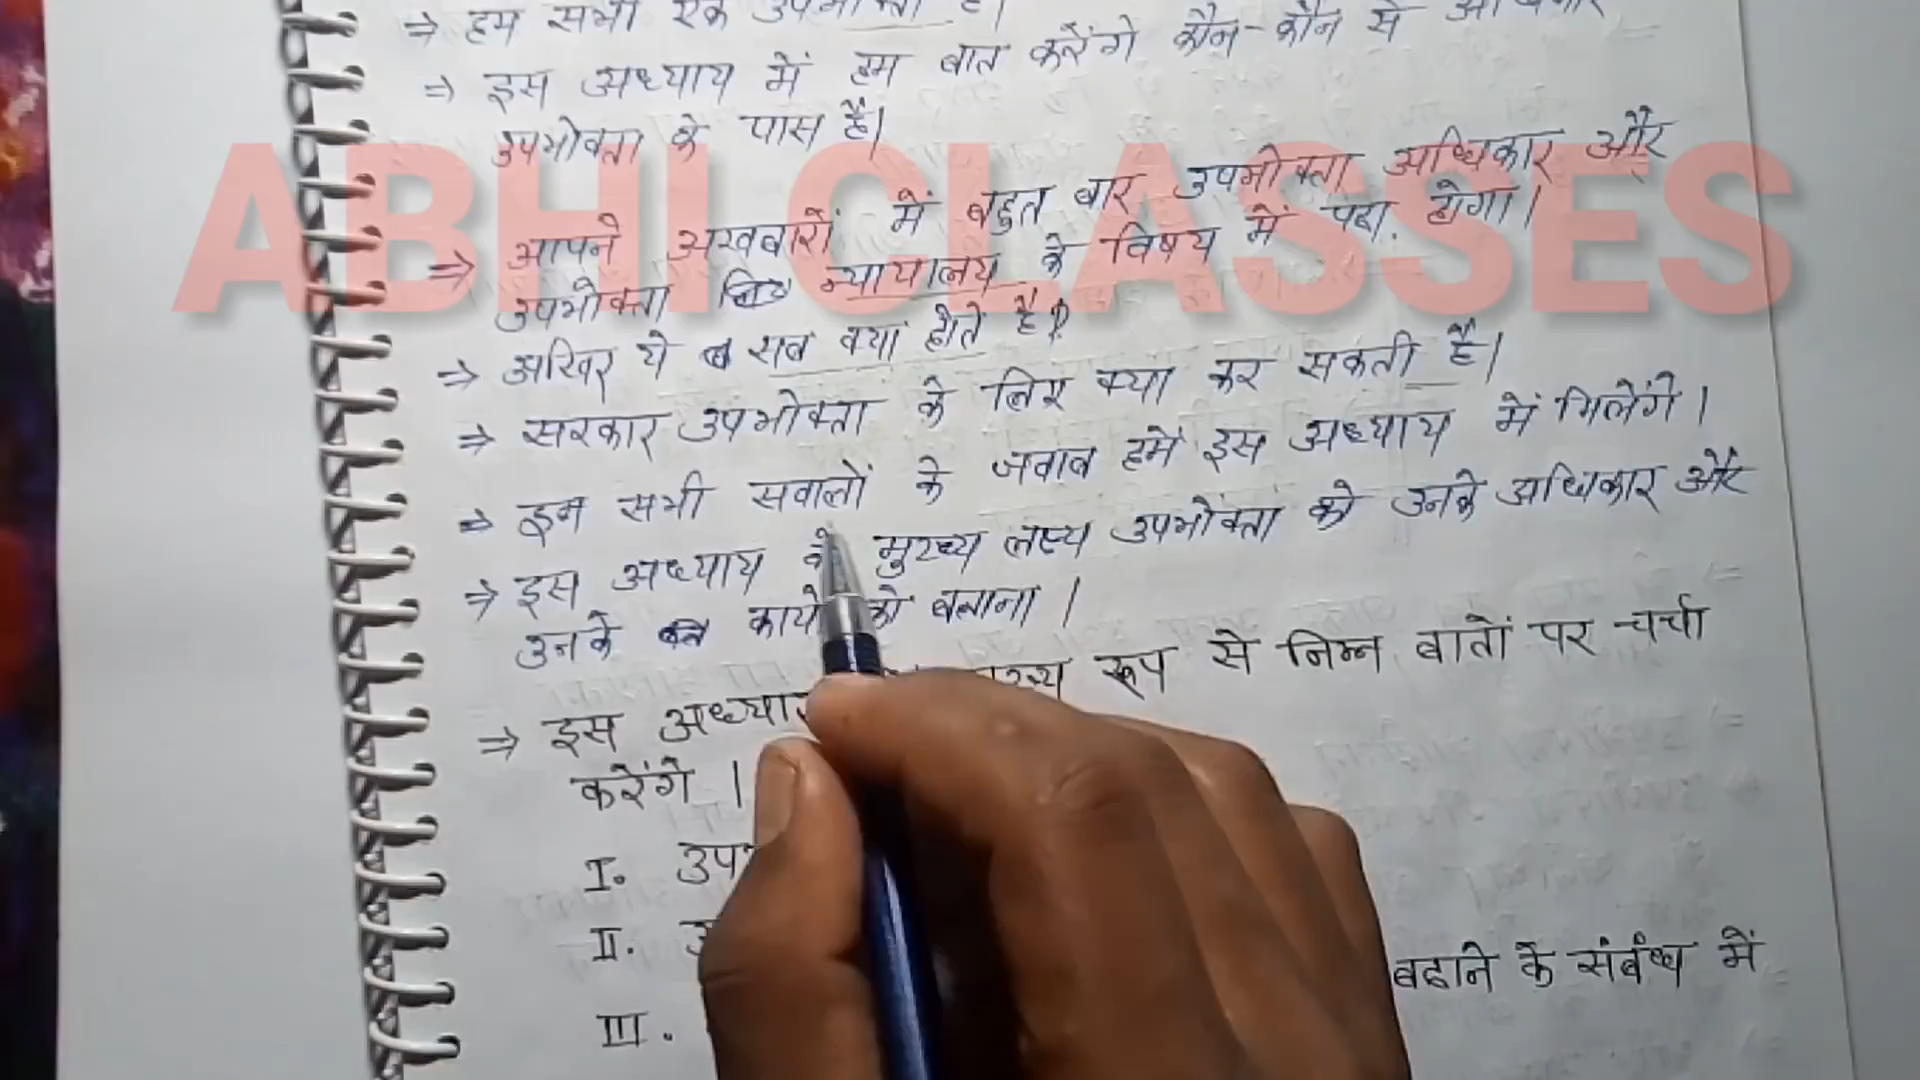 ⇒ हम सभी एक उपभोक्ता है।
⇒ इस अध्याय में हम बात करेंगे कौन-कौन से
उपभोक्ता के पास है।
ABHI CLASSES
⇒ आपने अखबारों में बहुत बार उपभोक्ता अधिकार और
उपभोक्ता न्यायालय के विषय में पढ़ा होगा।
⇒ अखिर ये सब क्या होते है?
⇒ सरकार उपभोक्ता के लिए क्या कर सकती है।
⇒ इन सभी सवालों के जवाब हमें इस अध्याय में मिलेंगे।
⇒ इस अध्याय के मुख्य लक्ष्य उपभोक्ता को उनके अधिकार और
उनके को बताना।
⇒ इस रूप से निम्न बातों पर चर्चा
करेंगे।
I.
II. बढाने के संबंध में
III.